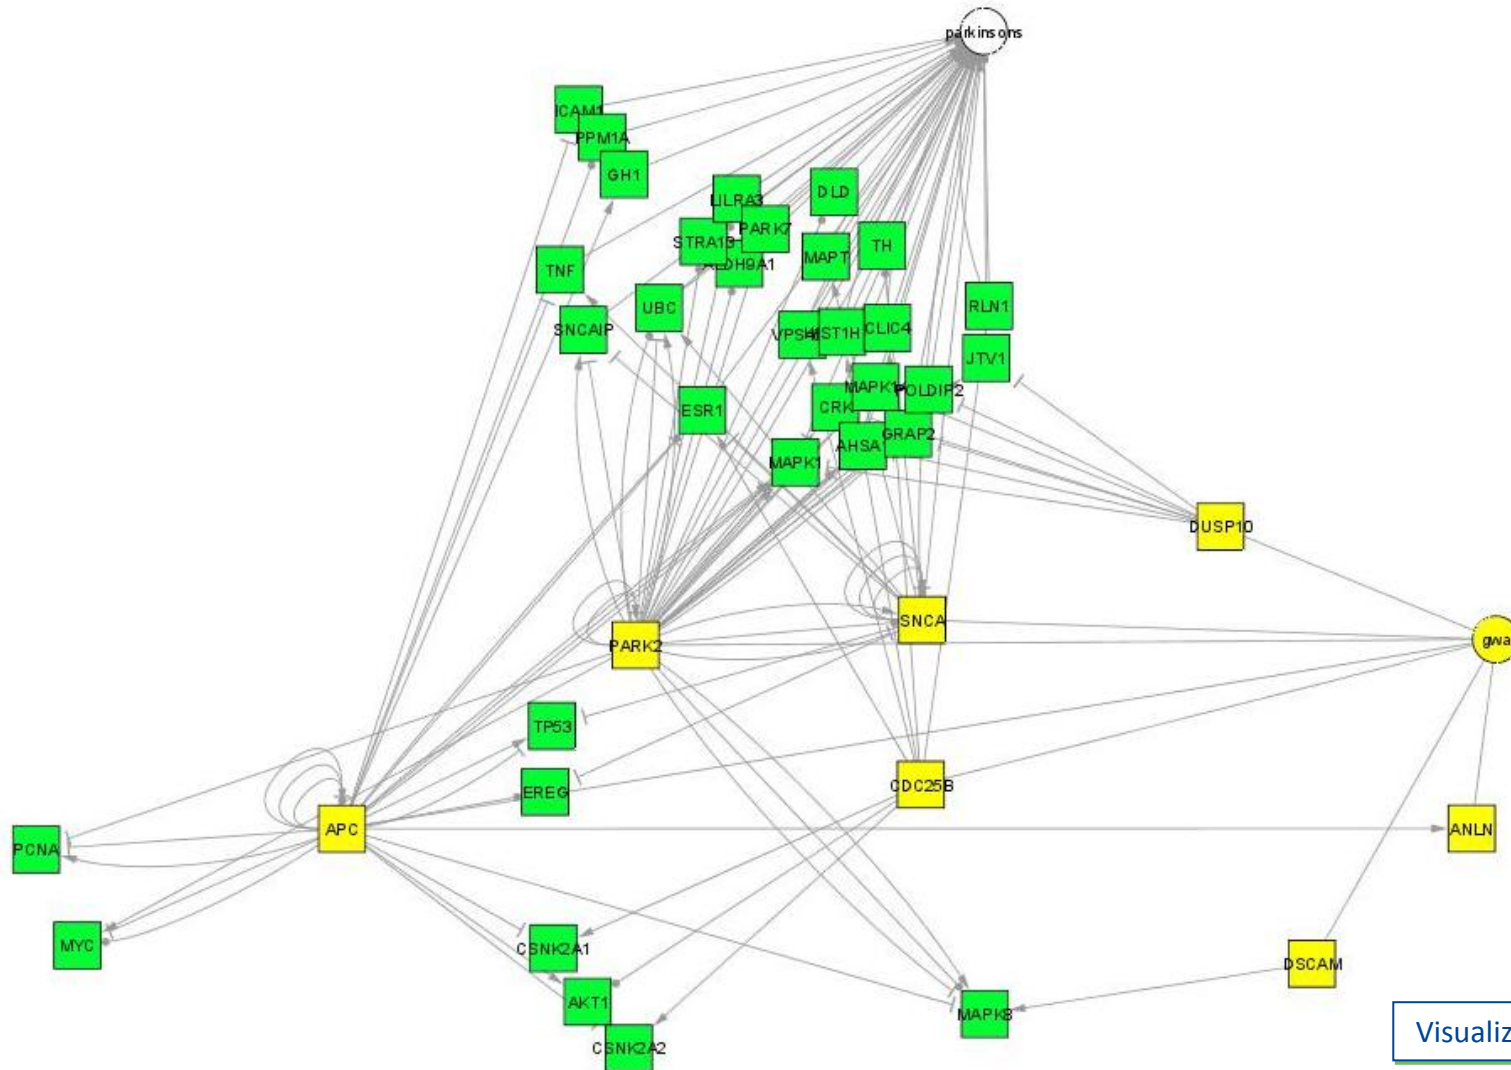 parkinsons
ICAM1
PPM1A
GH1
LILRA3
DLD
PARK7
STRA13
TH
MAPT
ALDH9A1
TNF
UBC
RLN1
SNCAIP
CLIC4
JTV1
POLDIP2
CRK
ESR1
GRAP2
MAPK1
DUSP10
SNCA
PARK2
TP53
CDC25B
EREG
APC
ANLN
PCNA
MYC
CSNK2A1
DSCAM
AKT1
MAPK8
CSNK2A2